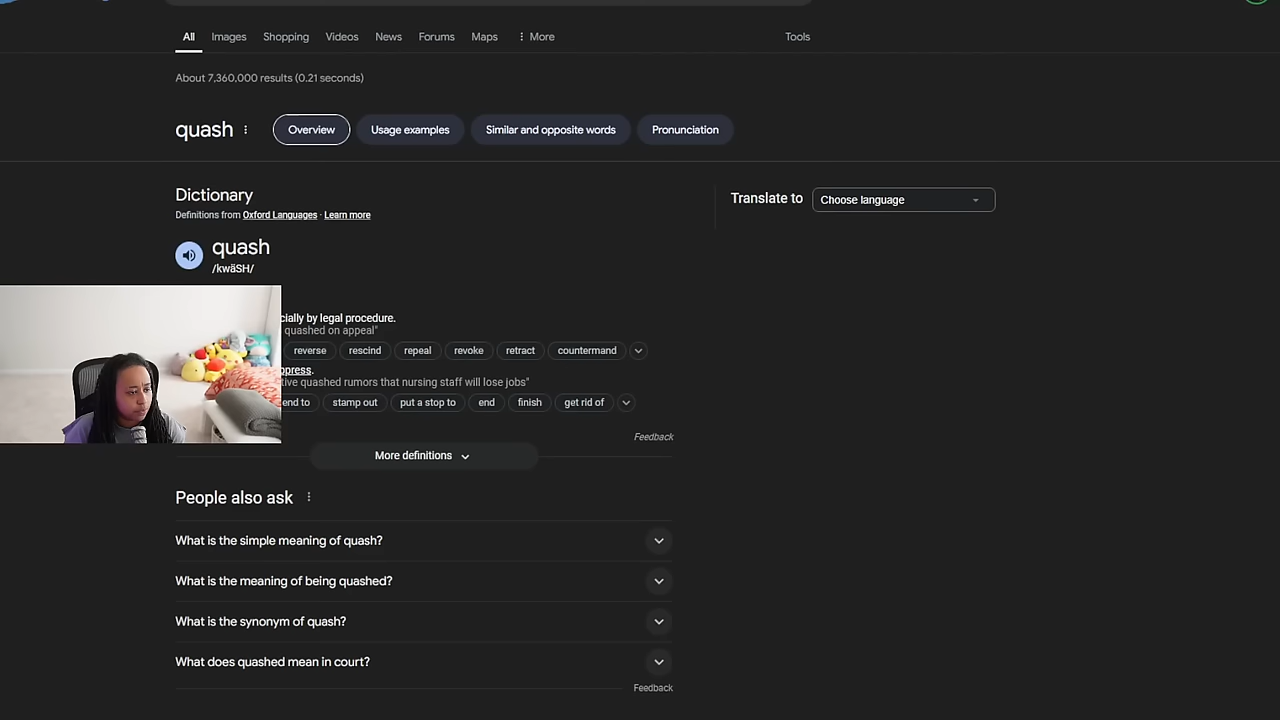 All Images Shopping Videos News Forums Maps More Tools
About 7,360,000 results (0.21 seconds)
quash Overview Usage examples Similar and opposite words Pronunciation
Dictionary
Definitions from Oxford Languages · Learn more
Translate to Choose language
quash
/kwäSH/
by legal procedure.
quashed on appeal"
reverse rescind repeal revoke retract countermand
quashed rumors that nursing staff will lose jobs"
end to stamp out put a stop to end finish get rid of
Feedback
More definitions
People also ask
What is the simple meaning of quash?
What is the meaning of being quashed?
What is the synonym of quash?
What does quashed mean in court?
Feedback